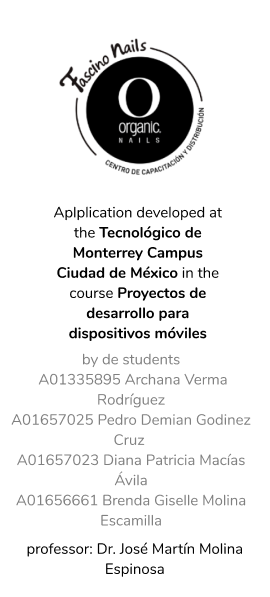 Fascino Nails
O
organic.
NAILS
CENTRO DE CAPACITACIÓN Y DISTRIBUCIÓN
Aplplication developed at
the Tecnológico de
Monterrey Campus
Ciudad de México in the
course Proyectos de
desarrollo para
dispositivos móviles
by de students
A01335895 Archana Verma
Rodríguez
A01657025 Pedro Demian Godinez
Cruz
A01657023 Diana Patricia Macías
Ávila
A01656661 Brenda Giselle Molina
Escamilla
professor: Dr. José Martín Molina
Espinosa